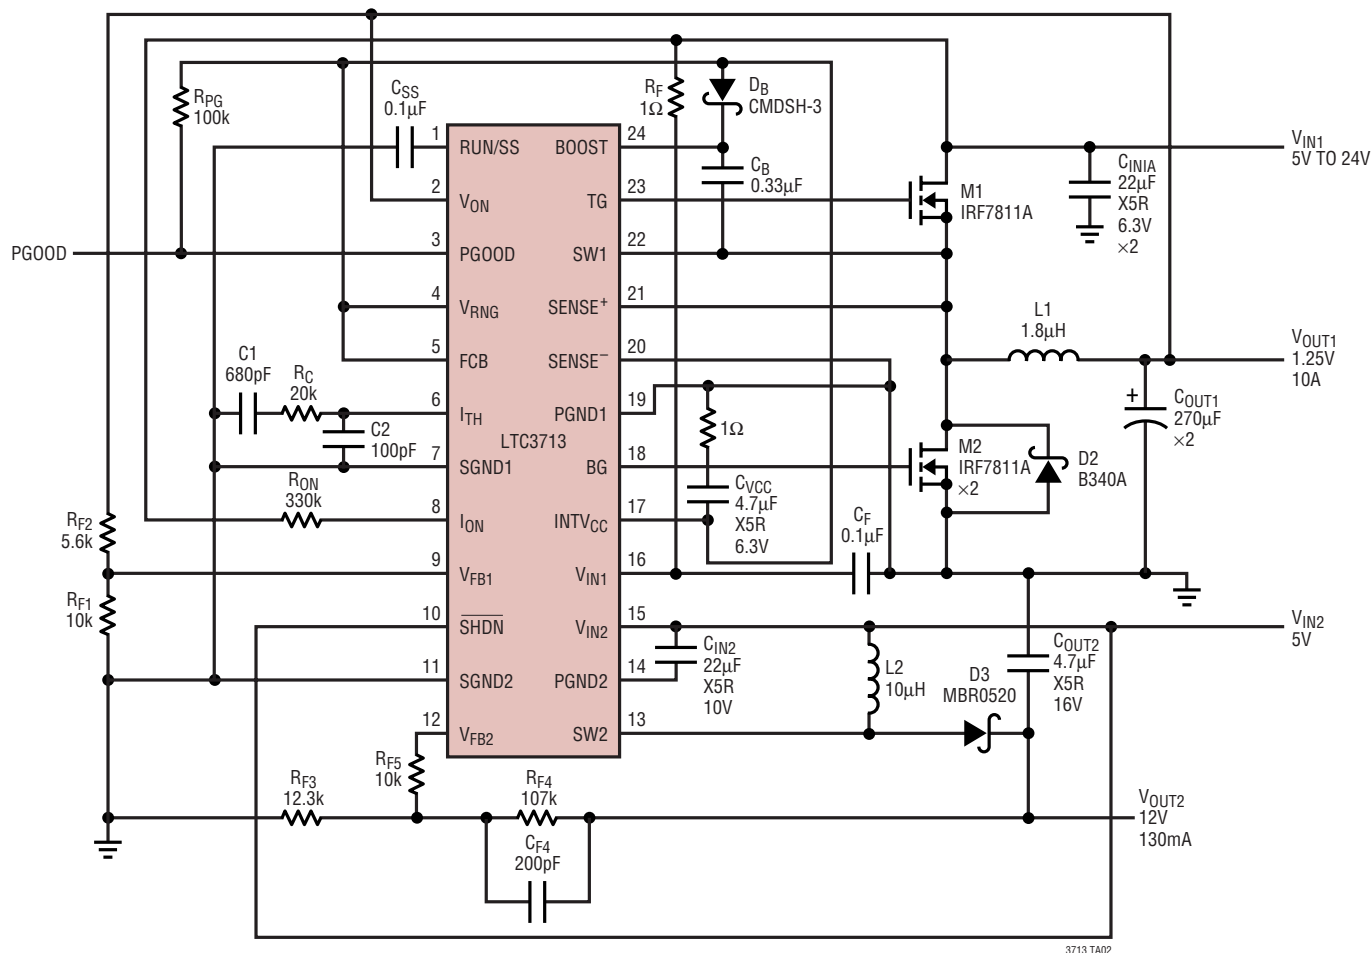 RPG
100k
CSS
0.1µF
RF
1Ω
DB
CMDSH-3
CB
0.33µF
PGOOD
1
2
3
4
5
6
7
8
9
10
11
12
RUN/SS
VON
PGOOD
VRNG
FCB
ITH
SGND1
ION
VFB1
SHDN
SGND2
VFB2
LTC3713
BOOST
TG
SW1
SENSE+
SENSE–
PGND1
BG
INTVCC
VIN1
VIN2
PGND2
SW2
24
23
22
21
20
19
18
17
16
15
14
13
M1
IRF7811A
CINIA
22µF
X5R
6.3V
×2
VIN1
5V TO 24V
L1
1.8µH
VOUT1
1.25V
10A
+
COUT1
270µF
×2
C1
680pF
RC
20k
C2
100pF
RON
330k
1Ω
CVCC
4.7µF
X5R
6.3V
M2
IRF7811A
×2
D2
B340A
CF
0.1µF
RF2
5.6k
RF1
10k
VIN2
5V
CIN2
22µF
X5R
10V
L2
10µH
D3
MBR0520
COUT2
4.7µF
X5R
16V
RF5
10k
RF3
12.3k
RF4
107k
CF4
200pF
VOUT2
12V
130mA
3713 TA02